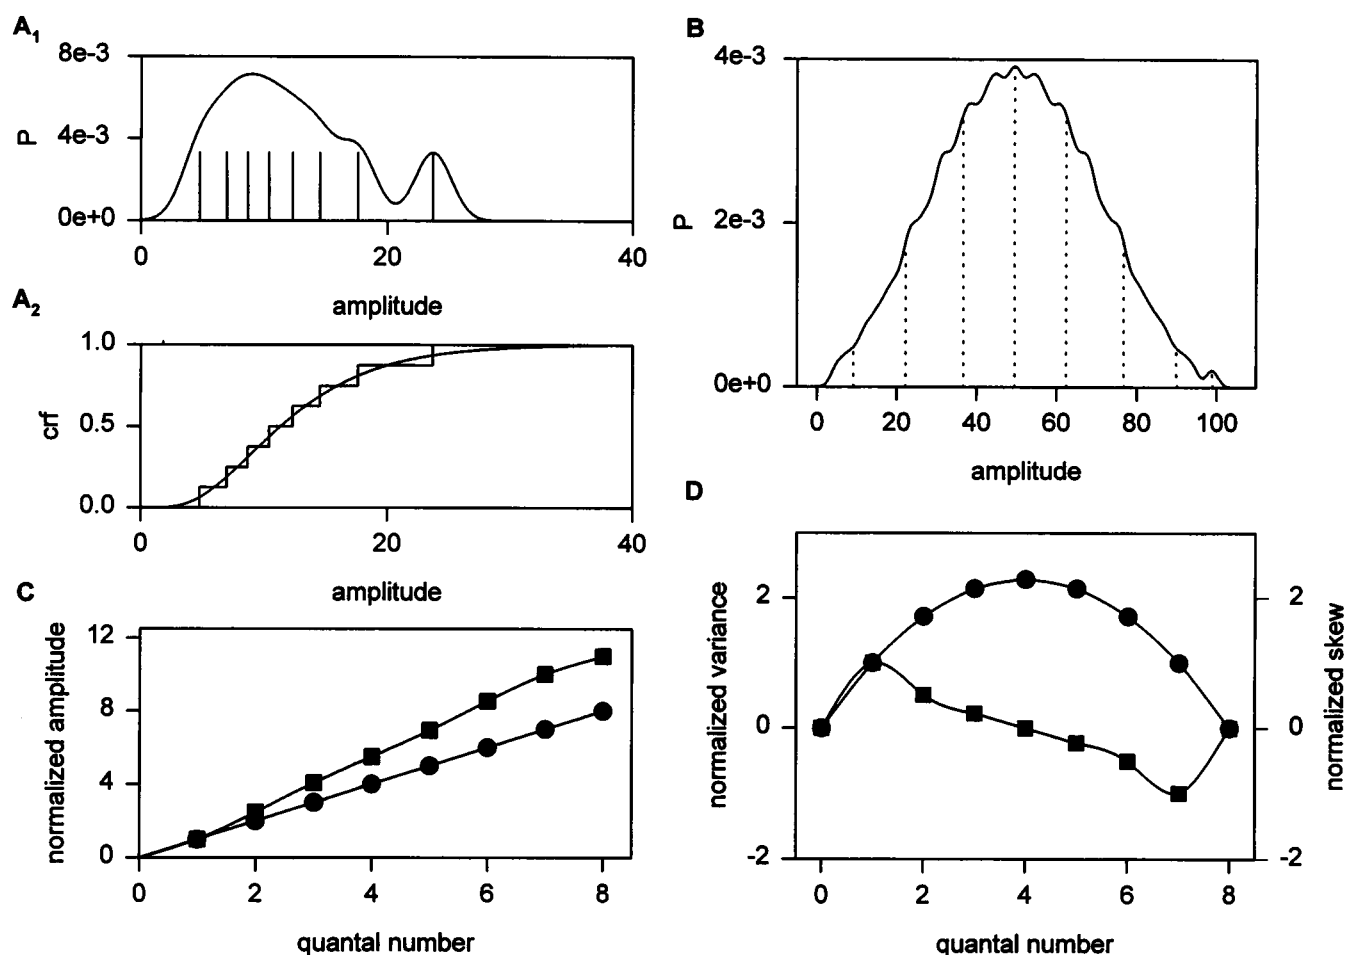 A1
8e-3
4e-3
0e+0
P
0
20
40
amplitude
A2
1.0
0.5
0.0
crf
0
20
40
amplitude
B
4e-3
2e-3
0e+0
P
0
20
40
60
80
100
amplitude
C
12
8
4
0
normalized amplitude
0
2
4
6
8
quantal number
D
2
0
-2
normalized variance
2
0
-2
normalized skew
0
2
4
6
8
quantal number